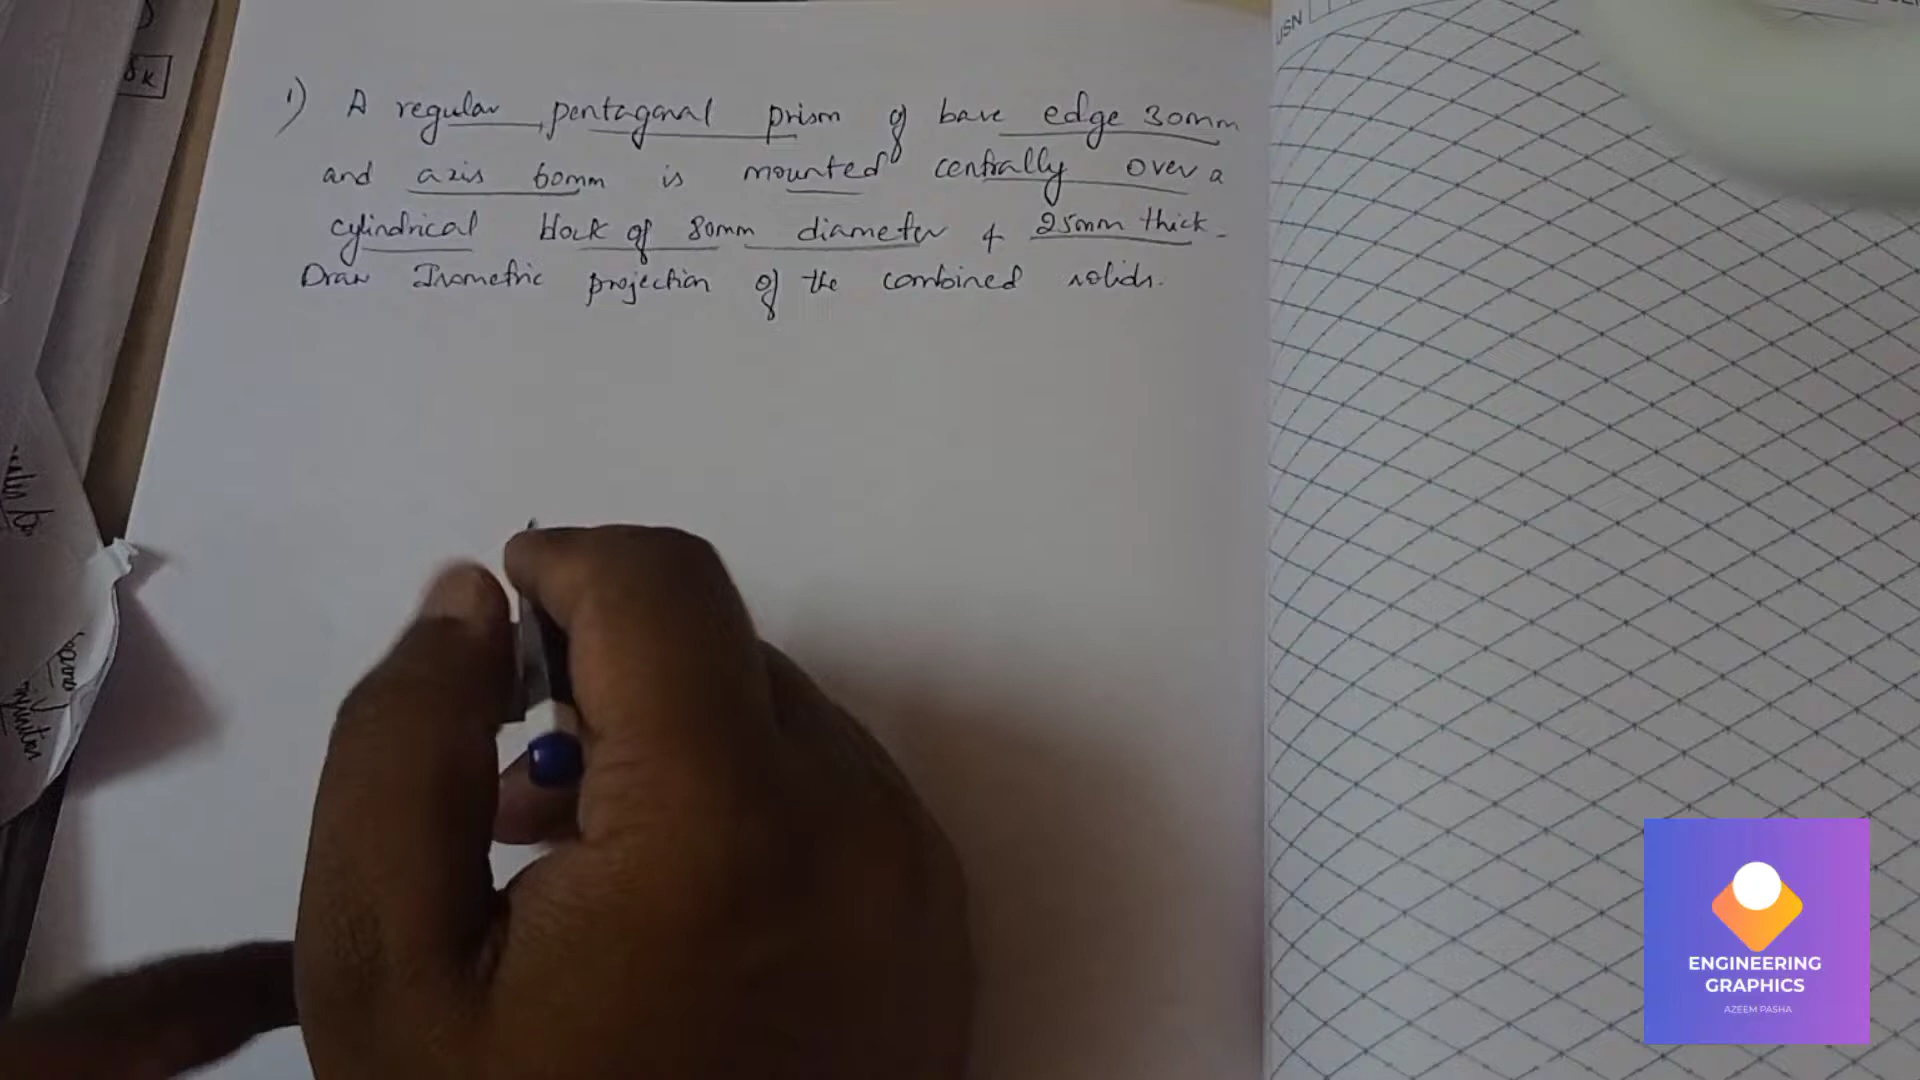 1) A regular pentagonal prism of base edge 30mm
and axis 60mm is mounted centrally over a
cylindrical block of 80mm diameter & 25mm thick.
Draw Isometric projection of the combined solids.
USN
ENGINEERING
GRAPHICS
AZEEM PASHA